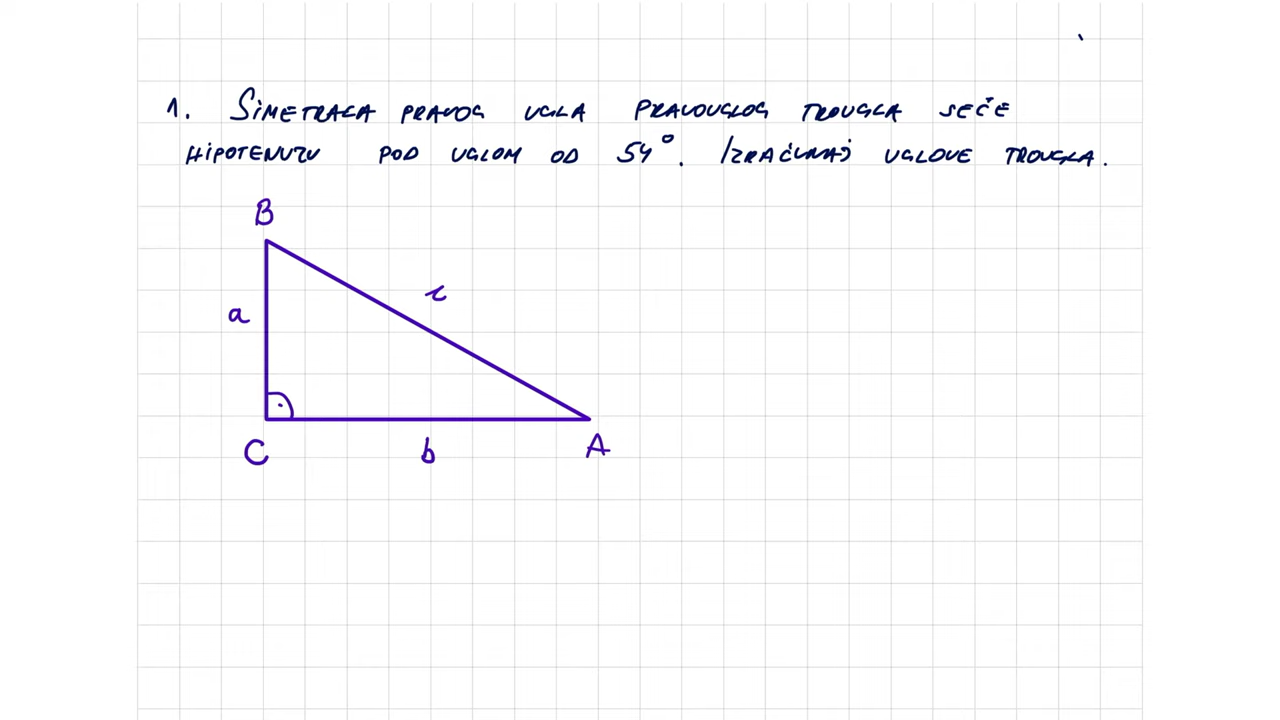 1. SIMETRALA PRAVOG UGLA PRAVOUGLOG TROUGLA SEČE
HIPOTENUZU POD UGLOM OD 54°. IZRAČUNAJ UGLOVE TROUGLA.
B
c
a
C
b
A